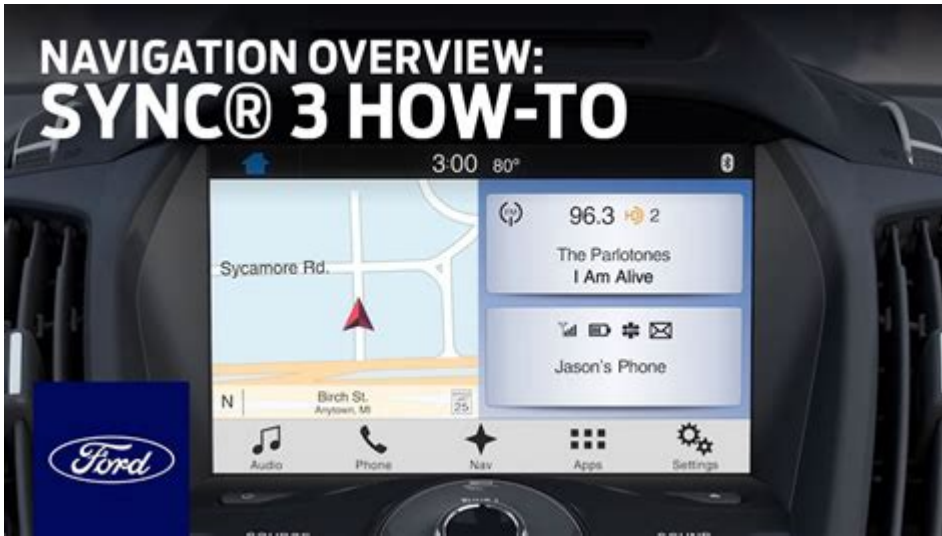 NAVIGATION OVERVIEW:
SYNC® 3 HOW-TO
3:00 80°
FM 96.3 2
The Parlotones
I Am Alive
Sycamore Rd.
Jason's Phone
N
Birch St.
Anytown, MI
25
Audio
Phone
Nav
Apps
Settings
Ford